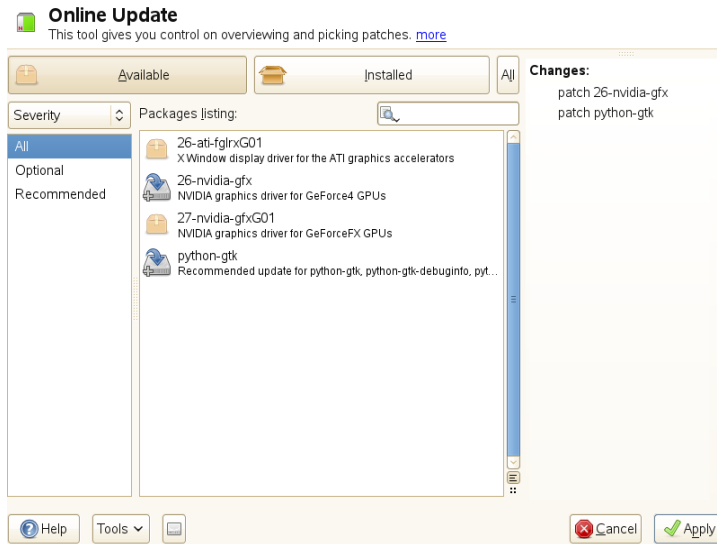 Online Update
This tool gives you control on overviewing and picking patches. more
Available
Installed
All
Severity
Packages listing:
All
Optional
Recommended
26-ati-fglrxG01
X Window display driver for the ATI graphics accelerators
26-nvidia-gfx
NVIDIA graphics driver for GeForce4 GPUs
27-nvidia-gfxG01
NVIDIA graphics driver for GeForceFX GPUs
python-gtk
Recommended update for python-gtk, python-gtk-debuginfo, pyt...
Changes:
patch 26-nvidia-gfx
patch python-gtk
Help
Tools
Cancel
Apply